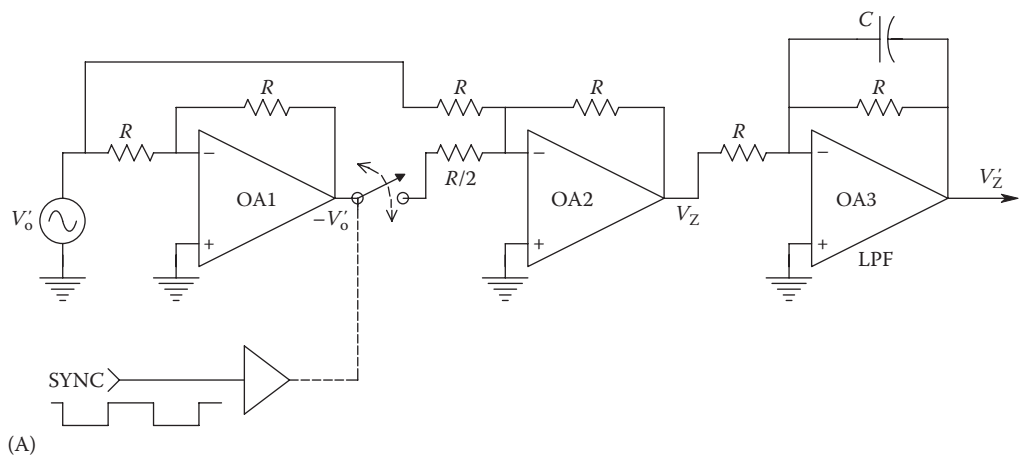 C
R
R
R
R
R
R
R/2
−
OA1
+
−
OA2
+
−
OA3
+
V′o
−V′o
VZ
V′Z
LPF
SYNC
(A)